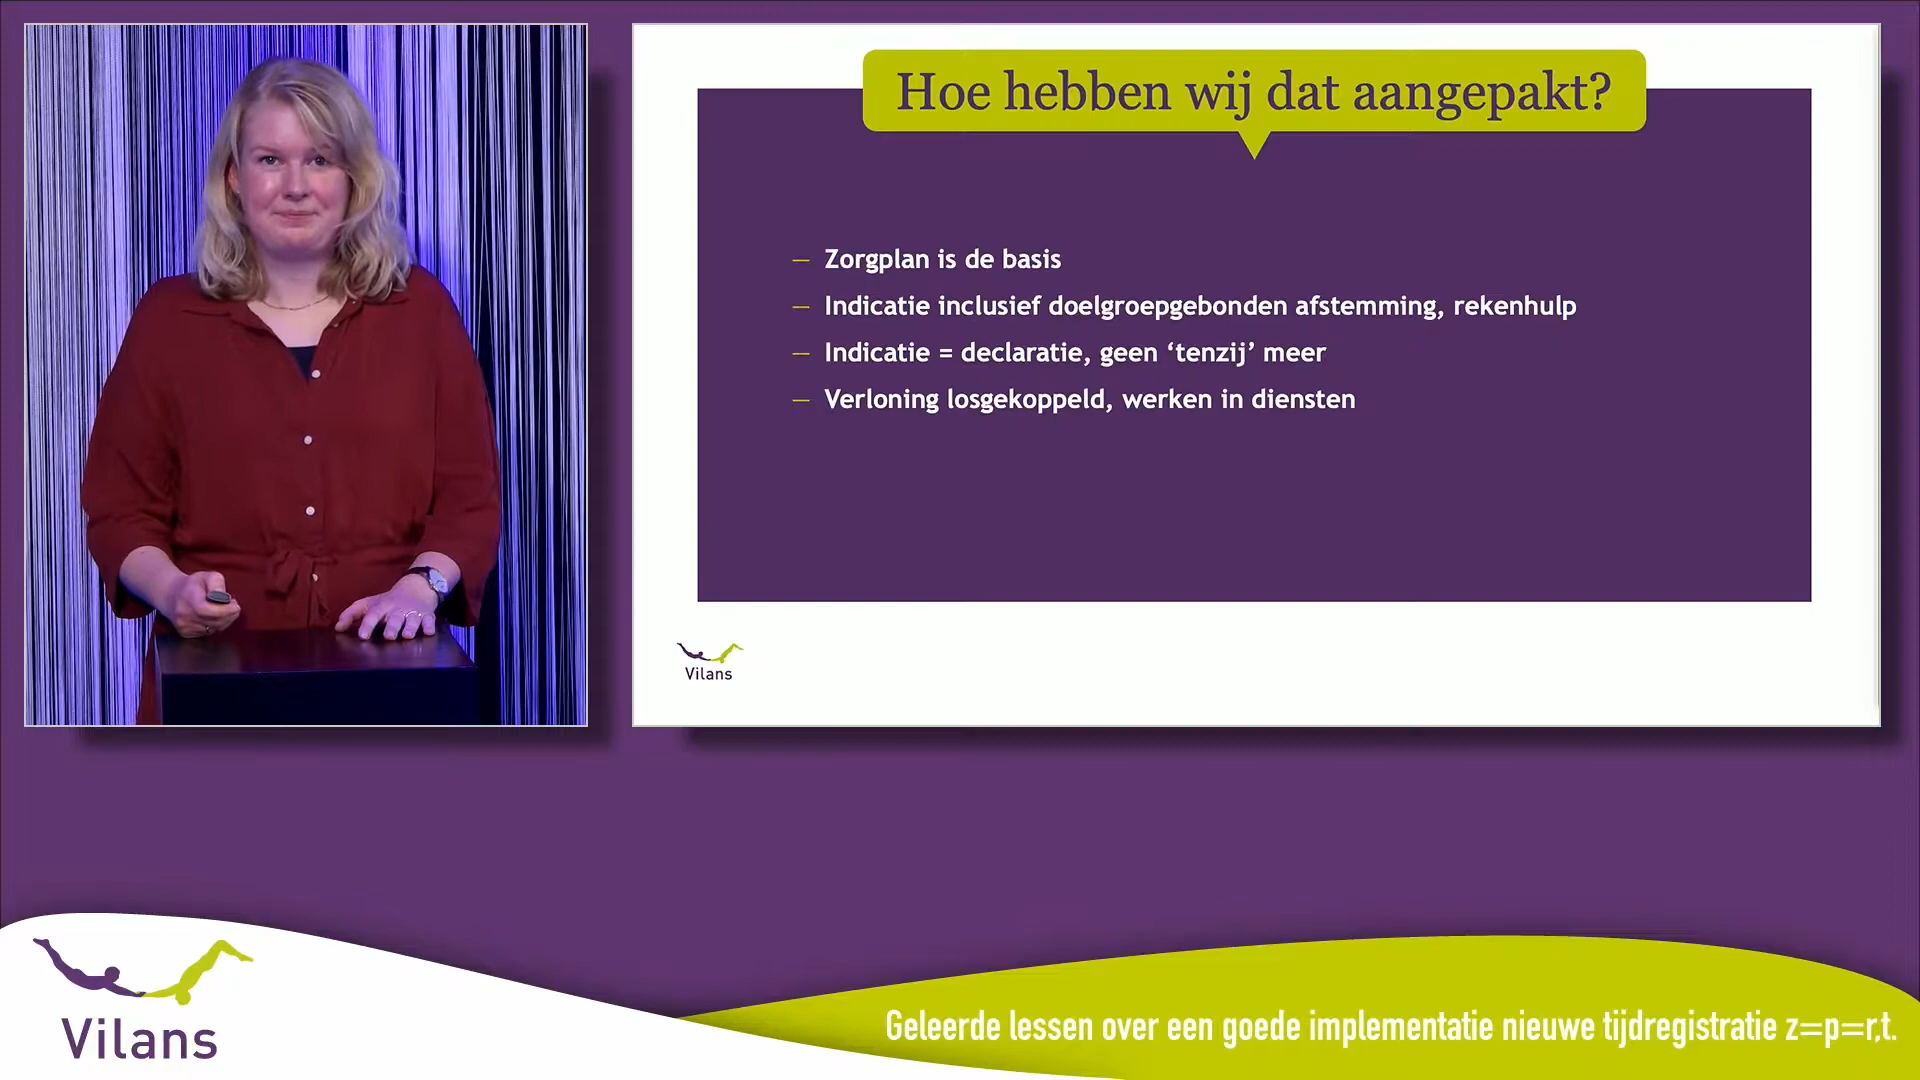 Hoe hebben wij dat aangepakt?
– Zorgplan is de basis
– Indicatie inclusief doelgroepgebonden afstemming, rekenhulp
– Indicatie = declaratie, geen ‘tenzij’ meer
– Verloning losgekoppeld, werken in diensten
Vilans
Vilans
Geleerde lessen over een goede implementatie nieuwe tijdregistratie z=p=r,t.